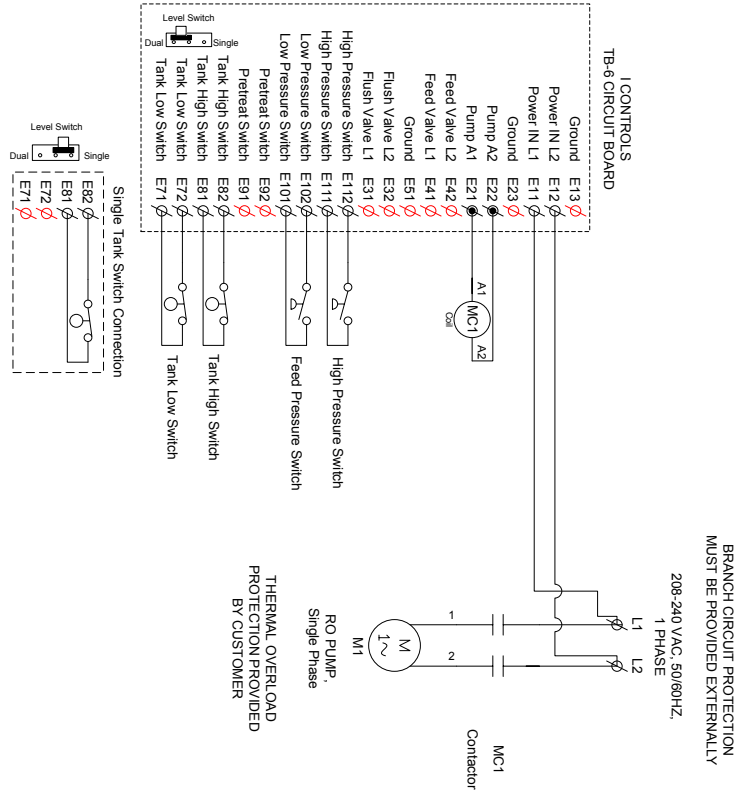 BRANCH CIRCUIT PROTECTION
MUST BE PROVIDED EXTERNALLY
208-240 VAC, 50/60HZ,
1 PHASE
L1
L2
1
2
MC1
Contactor
M
1~
RO PUMP,
Single Phase
M1
THERMAL OVERLOAD
PROTECTION PROVIDED
BY CUSTOMER
I CONTROLS
TB-6 CIRCUIT BOARD
Ground E13
Power IN L2 E12
Power IN L1 E11
Ground E23
Pump A2 E22
Pump A1 E21
Feed Valve L2 E42
Feed Valve L1 E41
Ground E51
Flush Valve L2 E32
Flush Valve L1 E31
High Pressure Switch E112
High Pressure Switch E111
Low Pressure Switch E102
Low Pressure Switch E101
Pretreat Switch E92
Pretreat Switch E91
Tank High Switch E82
Tank High Switch E81
Tank Low Switch E72
Tank Low Switch E71
Level Switch
Dual
Single
A1
MC1
A2
Coil
High Pressure Switch
Feed Pressure Switch
Tank High Switch
Tank Low Switch
Single Tank Switch Connection
E82
E81
E72
E71
Level Switch
Dual
Single